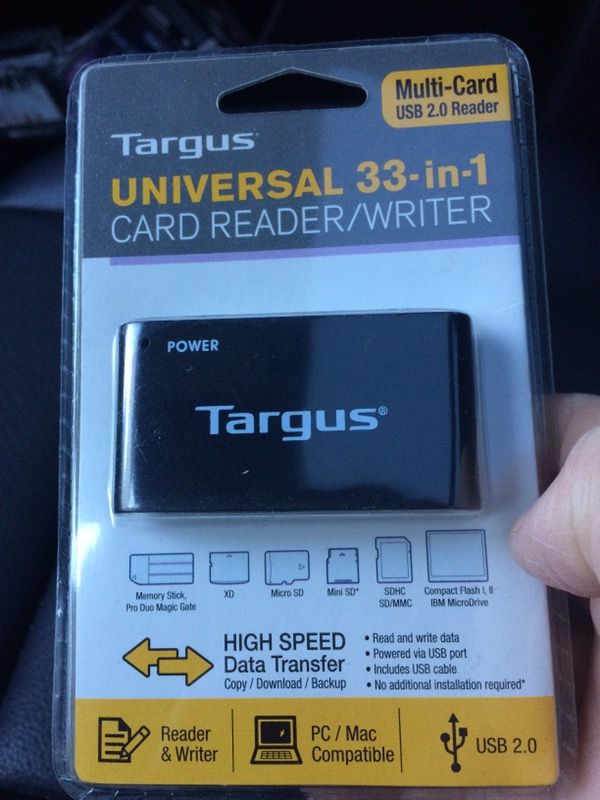 Multi-Card
USB 2.0 Reader
Targus
UNIVERSAL 33-in-1
CARD READER/WRITER
POWER
Targus®
Memory Stick,
Pro Duo Magic Gate
XD
Micro SD
Mini SD*
SDHC
SD/MMC
Compact Flash I, II
IBM MicroDrive
HIGH SPEED
Data Transfer
Copy / Download / Backup
• Read and write data
• Powered via USB port
• Includes USB cable
• No additional installation required*
Reader
& Writer
PC / Mac
Compatible
USB 2.0